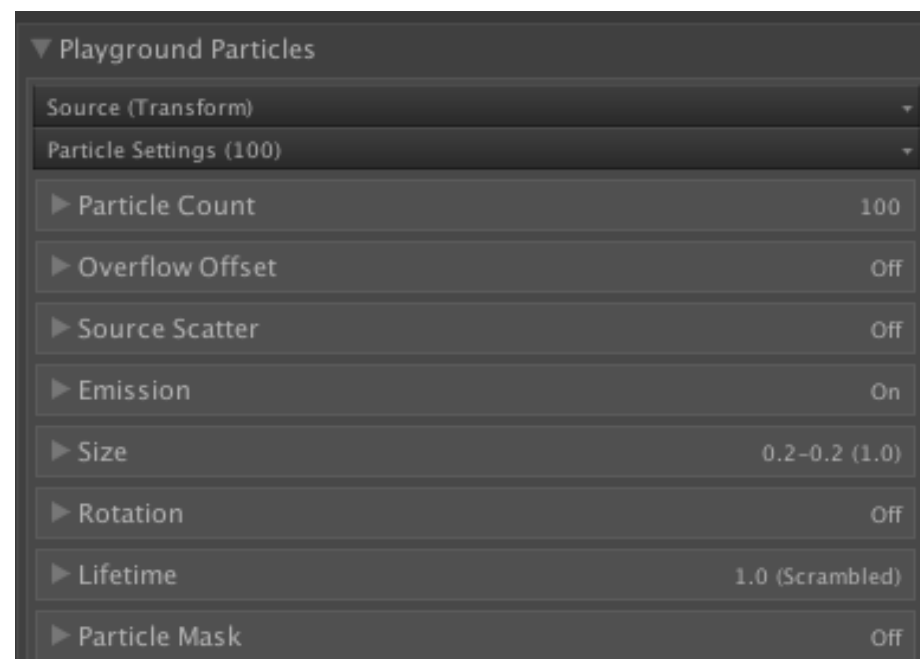 Playground Particles
Source (Transform)
Particle Settings (100)
Particle Count 100
Overflow Offset Off
Source Scatter Off
Emission On
Size 0.2–0.2 (1.0)
Rotation Off
Lifetime 1.0 (Scrambled)
Particle Mask Off